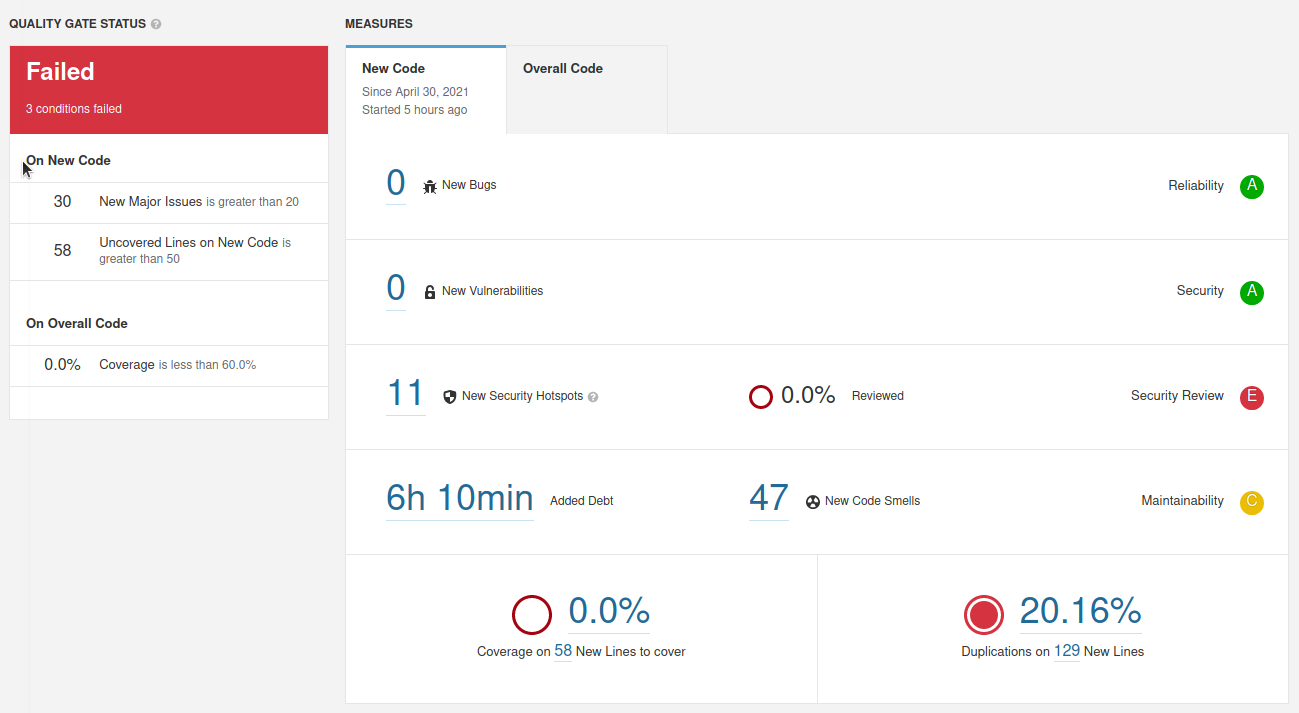 QUALITY GATE STATUS ?
Failed
3 conditions failed
On New Code
30 New Major Issues is greater than 20
58 Uncovered Lines on New Code is
greater than 50
On Overall Code
0.0% Coverage is less than 60.0%
MEASURES
New Code
Since April 30, 2021
Started 5 hours ago
Overall Code
0 New Bugs
Reliability A
0 New Vulnerabilities
Security A
11 New Security Hotspots ?
0.0% Reviewed
Security Review E
6h 10min Added Debt
47 New Code Smells
Maintainability C
0.0%
Coverage on 58 New Lines to cover
20.16%
Duplications on 129 New Lines